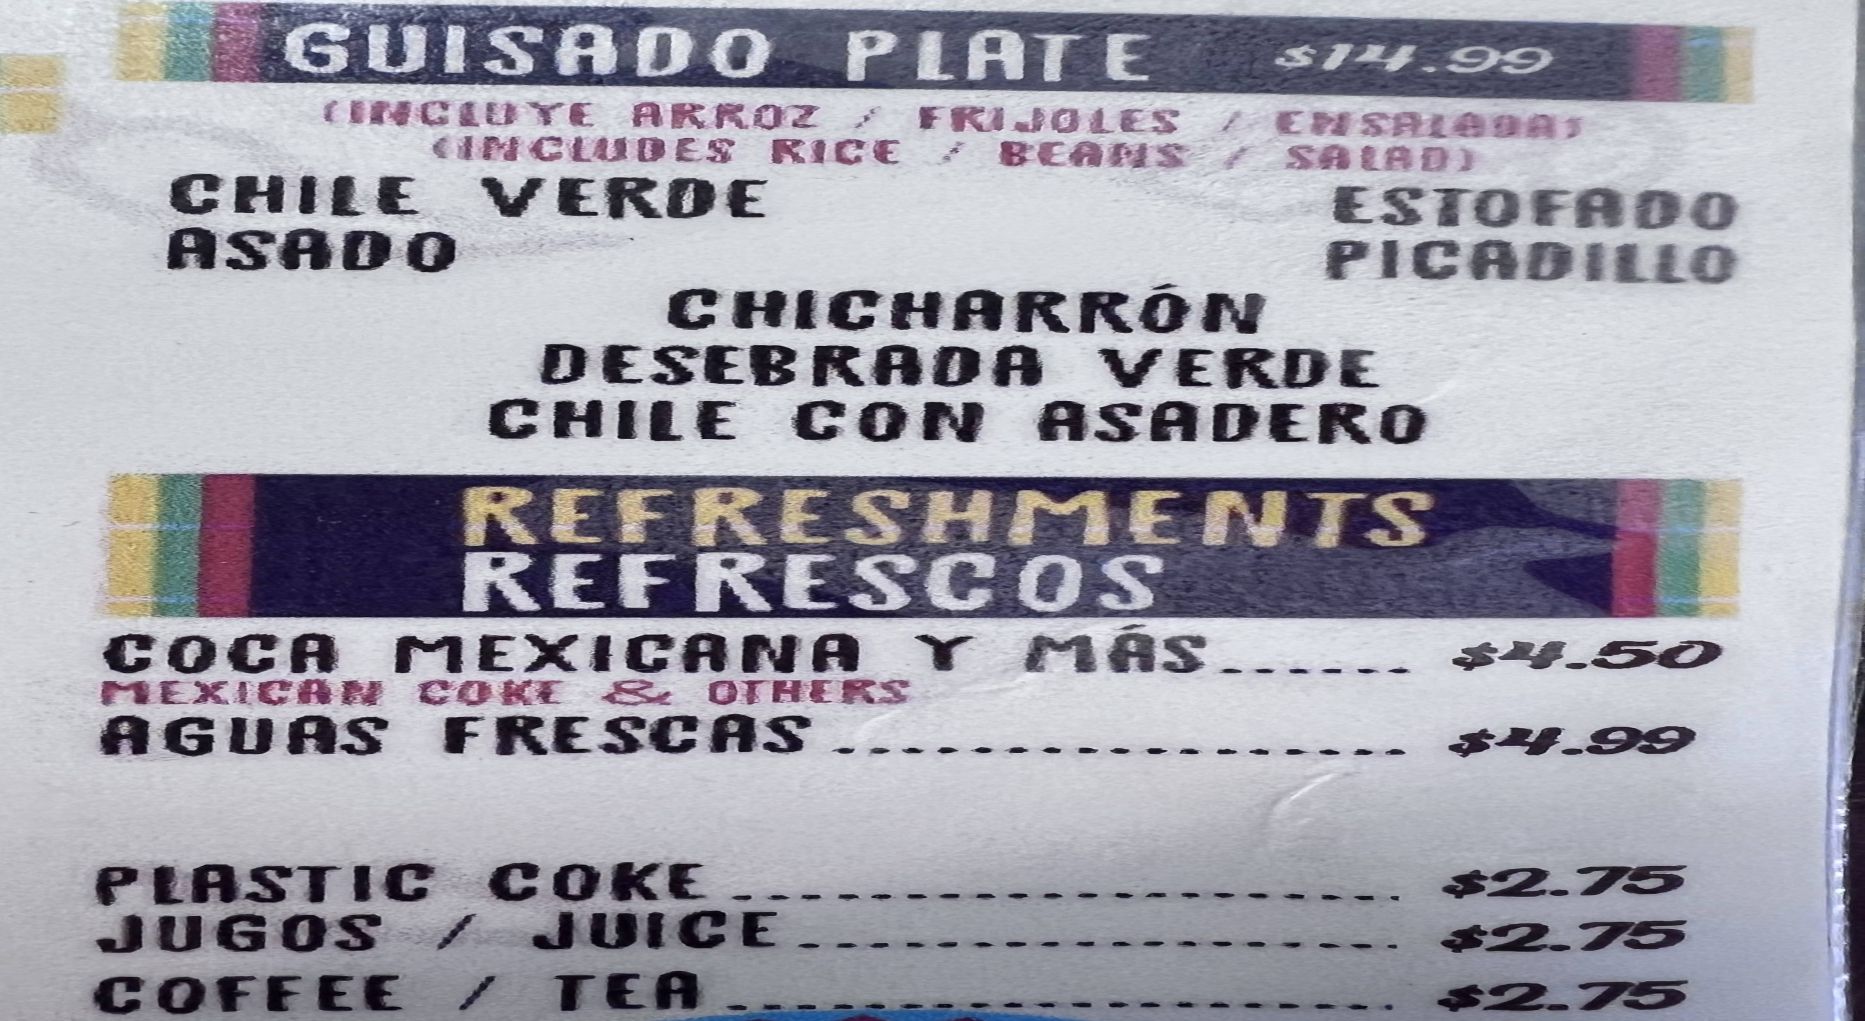 GUISADO PLATE $14.99
(INCLUYE ARROZ / FRIJOLES / ENSALADA)
(INCLUDES RICE / BEANS / SALAD)
CHILE VERDE ESTOFADO
ASADO PICADILLO
CHICHARRÓN
DESEBRADA VERDE
CHILE CON ASADERO
REFRESHMENTS
REFRESCOS
COCA MEXICANA Y MÁS...... $4.50
MEXICAN COKE & OTHERS
AGUAS FRESCAS.................. $4.99
PLASTIC COKE.................... $2.75
JUGOS / JUICE.................. $2.75
COFFEE / TEA.................... $2.75